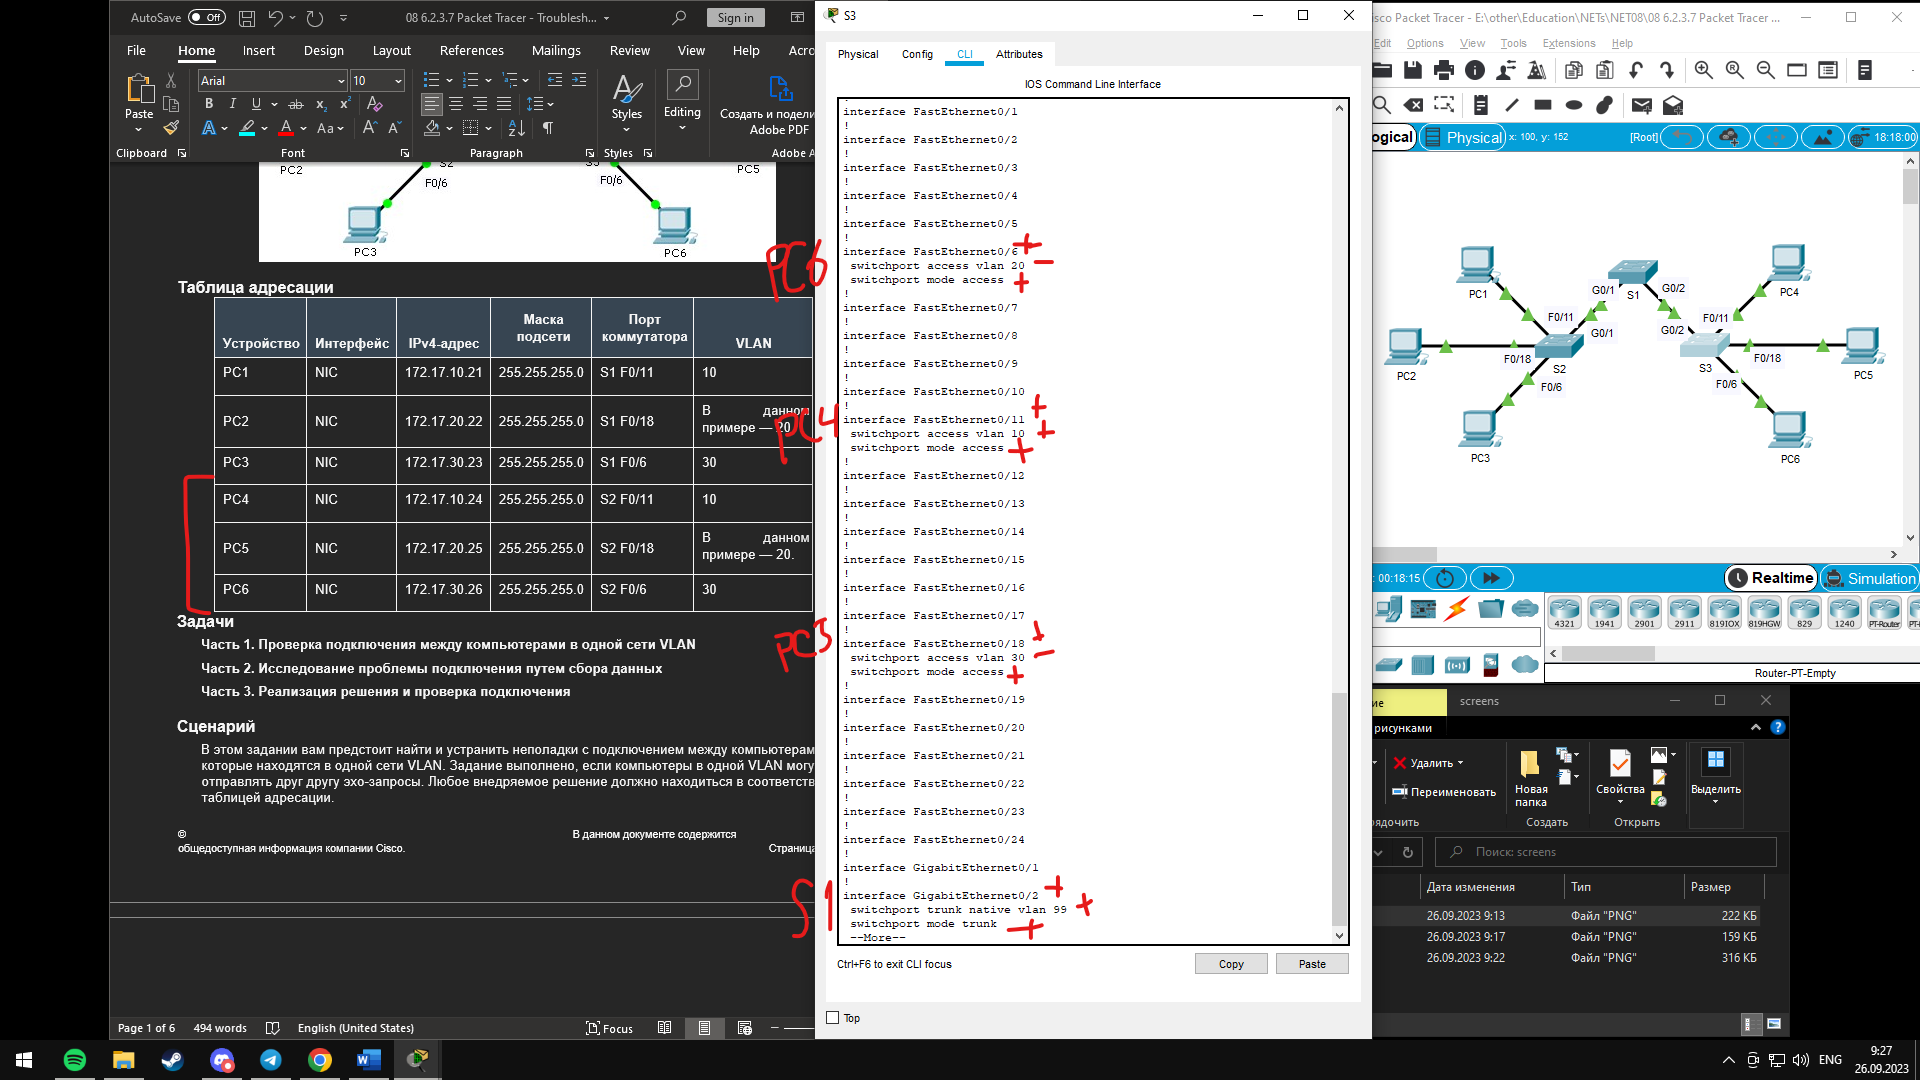 AutoSave Off
08 6.2.3.7 Packet Tracer - Troublesh...
Sign in
File Home Insert Design Layout References Mailings Review View Help Acro
Paste
Arial
10
Clipboard
Font
Paragraph
Styles
Styles
Editing
Создать и подели
Adobe PDF
Adobe A
PC2
S2
F0/6
F0/6
PC5
PC3
PC6
Таблица адресации
Устройство Интерфейс IPv4-адрес Маска подсети Порт коммутатора VLAN
PC1 NIC 172.17.10.21 255.255.255.0 S1 F0/11 10
PC2 NIC 172.17.20.22 255.255.255.0 S1 F0/18 В данном примере — 20
PC3 NIC 172.17.30.23 255.255.255.0 S1 F0/6 30
PC4 NIC 172.17.10.24 255.255.255.0 S2 F0/11 10
PC5 NIC 172.17.20.25 255.255.255.0 S2 F0/18 В данном примере — 20.
PC6 NIC 172.17.30.26 255.255.255.0 S2 F0/6 30
Задачи
Часть 1. Проверка подключения между компьютерами в одной сети VLAN
Часть 2. Исследование проблемы подключения путем сбора данных
Часть 3. Реализация решения и проверка подключения
Сценарий
В этом задании вам предстоит найти и устранить неполадки с подключением между компьютерам
которые находятся в одной сети VLAN. Задание выполнено, если компьютеры в одной VLAN могу
отправлять друг другу эхо-запросы. Любое внедряемое решение должно находиться в соответств
таблицей адресации.
©
В данном документе содержится
общедоступная информация компании Cisco.
Страница
Page 1 of 6 494 words English (United States) Focus
S3
Physical Config CLI Attributes
IOS Command Line Interface
!
interface FastEthernet0/1
!
interface FastEthernet0/2
!
interface FastEthernet0/3
!
interface FastEthernet0/4
!
interface FastEthernet0/5
!
PC6
interface FastEthernet0/6 +
switchport access vlan 20 −
switchport mode access +
!
interface FastEthernet0/7
!
interface FastEthernet0/8
!
interface FastEthernet0/9
!
interface FastEthernet0/10
!
PC4
interface FastEthernet0/11 +
switchport access vlan 10 +
switchport mode access +
!
interface FastEthernet0/12
!
interface FastEthernet0/13
!
interface FastEthernet0/14
!
interface FastEthernet0/15
!
interface FastEthernet0/16
!
interface FastEthernet0/17
!
interface FastEthernet0/18 +
switchport access vlan 30 −
switchport mode access +
!
interface FastEthernet0/19
!
interface FastEthernet0/20
!
interface FastEthernet0/21
!
interface FastEthernet0/22
!
interface FastEthernet0/23
!
interface FastEthernet0/24
!
interface GigabitEthernet0/1
!
S1
interface GigabitEthernet0/2 +
switchport trunk native vlan 99 +
switchport mode trunk +
--More--
Ctrl+F6 to exit CLI focus
Copy
Paste
Top
isco Packet Tracer - E:\other\Education\NETs\NET08\08 6.2.3.7 Packet Tracer ...
Edit Options View Tools Extensions Help
ogical Physical x: 100, y: 152 [Root] 18:18:00
PC1
G0/1
S1
G0/2
PC4
F0/11
G0/1
G0/2
F0/11
PC2
F0/18
S2
S3
F0/18
PC5
F0/6
F0/6
PC3
PC6
: 00:18:15
Realtime
Simulation
4321 1941 2901 2911 819IOX 819HGW 829 1240 PT-Router
Router-PT-Empty
ие
screens
рисунками
Удалить
Переименовать
Новая папка
Свойства
Выделить
рядочить
Создать
Открыть
Поиск: screens
Дата изменения Тип Размер
26.09.2023 9:13 Файл "PNG" 222 КБ
26.09.2023 9:17 Файл "PNG" 159 КБ
26.09.2023 9:22 Файл "PNG" 316 КБ
ENG
9:27
26.09.2023